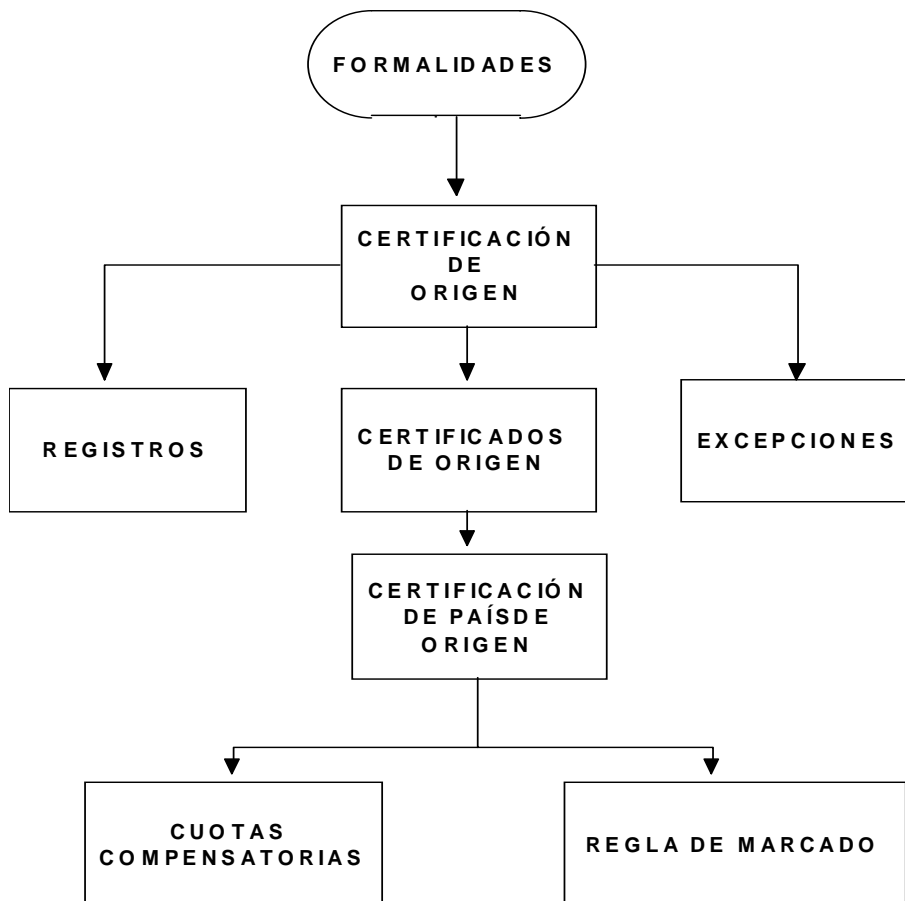 FORMALIDADES
CERTIFICACIÓN
DE
ORIGEN
REGISTROS
CERTIFICADOS
DE ORIGEN
EXCEPCIONES
CERTIFICACIÓN
DE PAÍSDE
ORIGEN
CUOTAS
COMPENSATORIAS
REGLA DE MARCADO